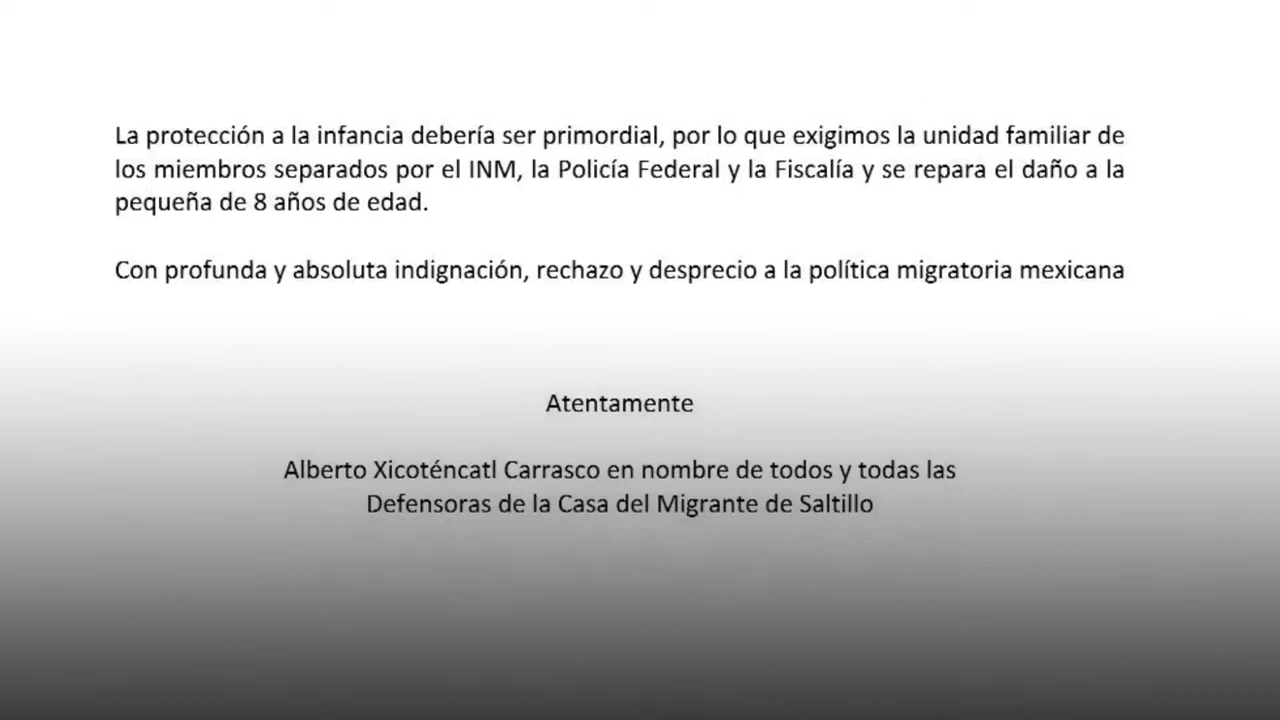 La protección a la infancia debería ser primordial, por lo que exigimos la unidad familiar de
los miembros separados por el INM, la Policía Federal y la Fiscalía y se repara el daño a la
pequeña de 8 años de edad.
Con profunda y absoluta indignación, rechazo y desprecio a la política migratoria mexicana
Atentamente
Alberto Xicoténcatl Carrasco en nombre de todos y todas las
Defensoras de la Casa del Migrante de Saltillo